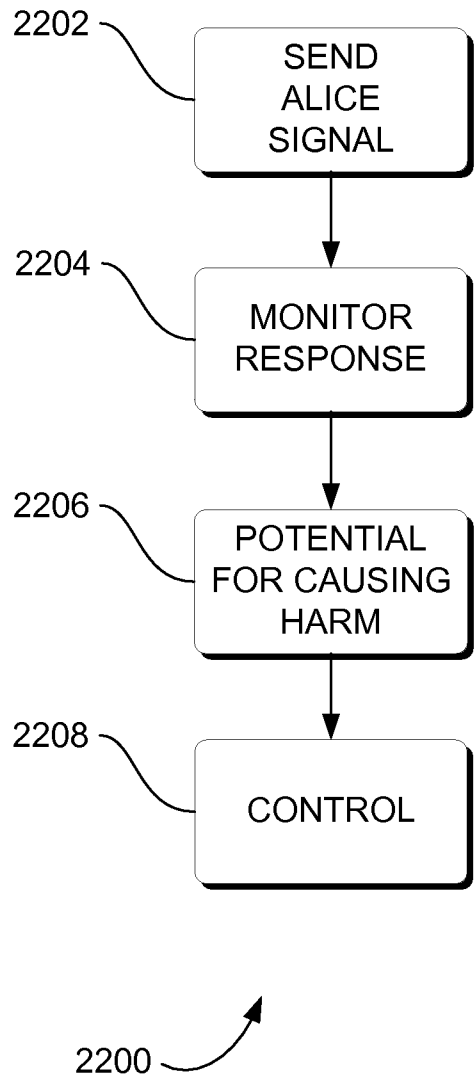 2202
SEND
ALICE
SIGNAL
2204
MONITOR
RESPONSE
2206
POTENTIAL
FOR CAUSING
HARM
2208
CONTROL
2200